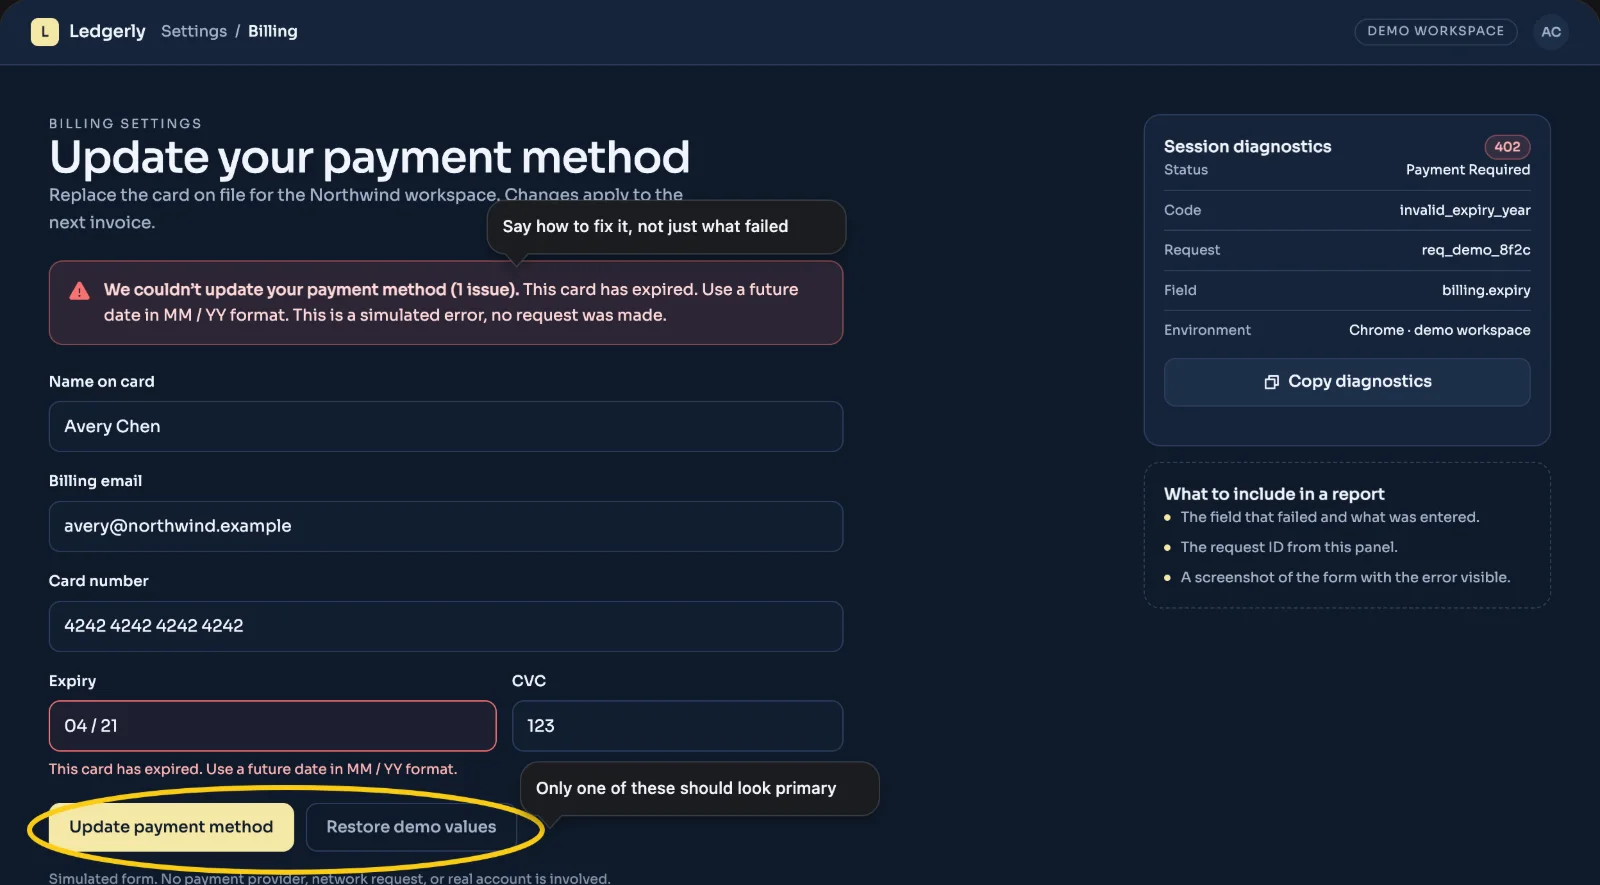 L Ledgerly Settings / Billing
DEMO WORKSPACE AC
BILLING SETTINGS
Update your payment method
Replace the card on file for the Northwind workspace. Changes apply to the
next invoice.
Say how to fix it, not just what failed
We couldn’t update your payment method (1 issue). This card has expired. Use a future
date in MM / YY format. This is a simulated error, no request was made.
Name on card
Avery Chen
Billing email
avery@northwind.example
Card number
4242 4242 4242 4242
Expiry
04 / 21
This card has expired. Use a future date in MM / YY format.
CVC
123
Only one of these should look primary
Update payment method
Restore demo values
Simulated form. No payment provider, network request, or real account is involved.
Session diagnostics 402
Status Payment Required
Code invalid_expiry_year
Request req_demo_8f2c
Field billing.expiry
Environment Chrome · demo workspace
Copy diagnostics
What to include in a report
• The field that failed and what was entered.
• The request ID from this panel.
• A screenshot of the form with the error visible.